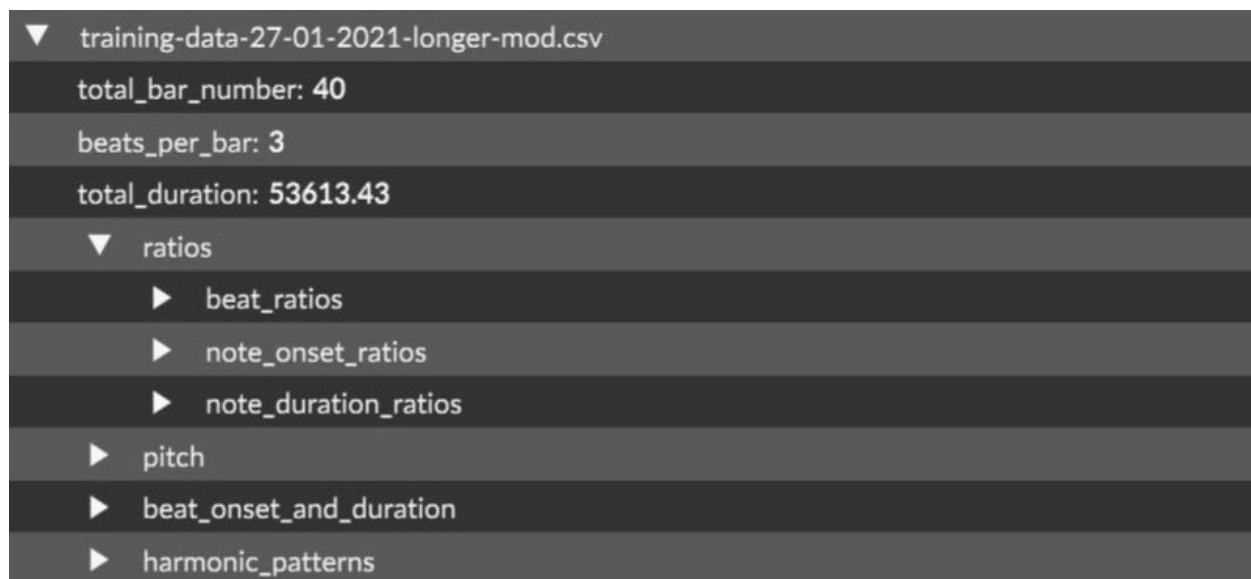 training-data-27-01-2021-longer-mod.csv
total_bar_number: 40
beats_per_bar: 3
total_duration: 53613.43
ratios
beat_ratios
note_onset_ratios
note_duration_ratios
pitch
beat_onset_and_duration
harmonic_patterns